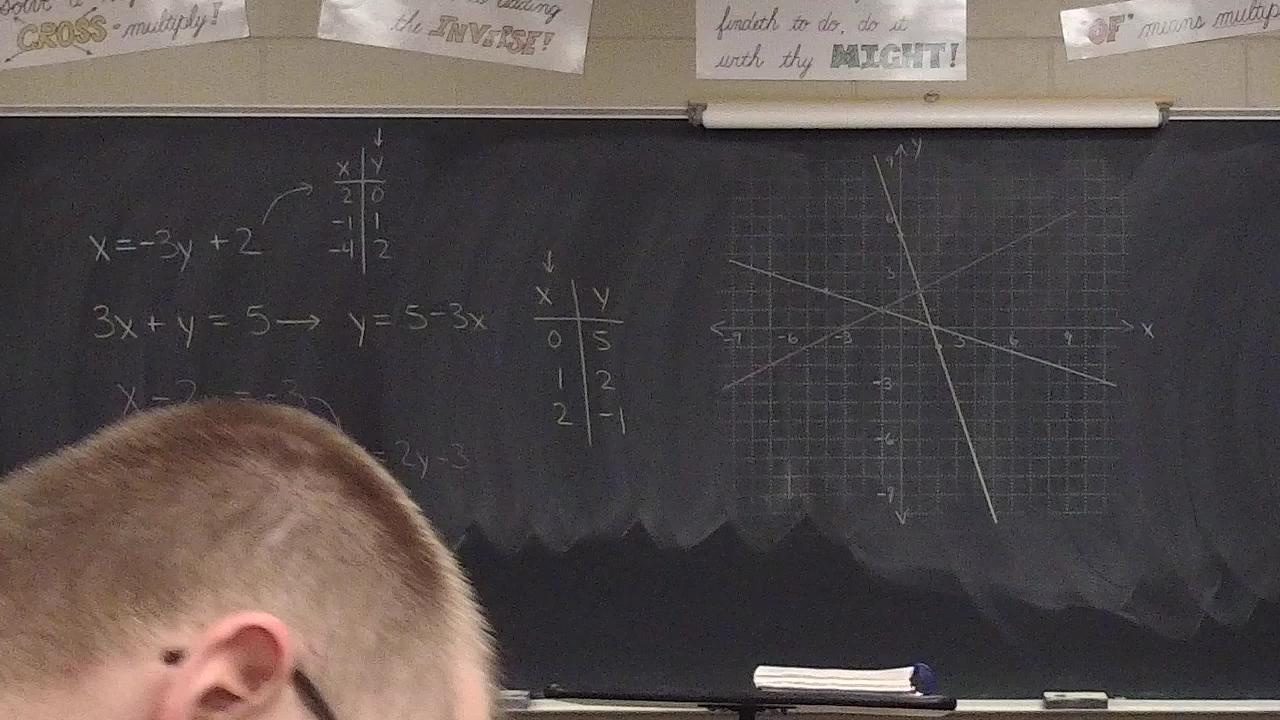 CROSS-multiply!
the INVERSE!
findeth to do, do it
with thy MIGHT!
"OF" means
x=-3y+2
X Y
2 0
-1 1
-4 2
3x+y=5→ y=5-3x
X Y
0 5
1 2
2 -1
2y-3
y
9
6
3
-9 -6 -3 3 6 9 x
-3
-6
-9